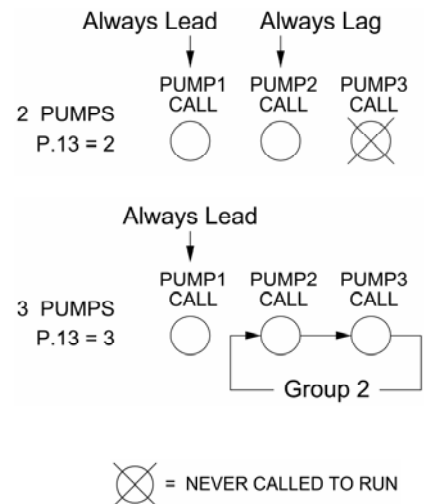 Always Lead Always Lag
PUMP1 PUMP2 PUMP3
CALL CALL CALL
2 PUMPS
P.13 = 2
Always Lead
PUMP1 PUMP2 PUMP3
CALL CALL CALL
3 PUMPS
P.13 = 3
Group 2
= NEVER CALLED TO RUN